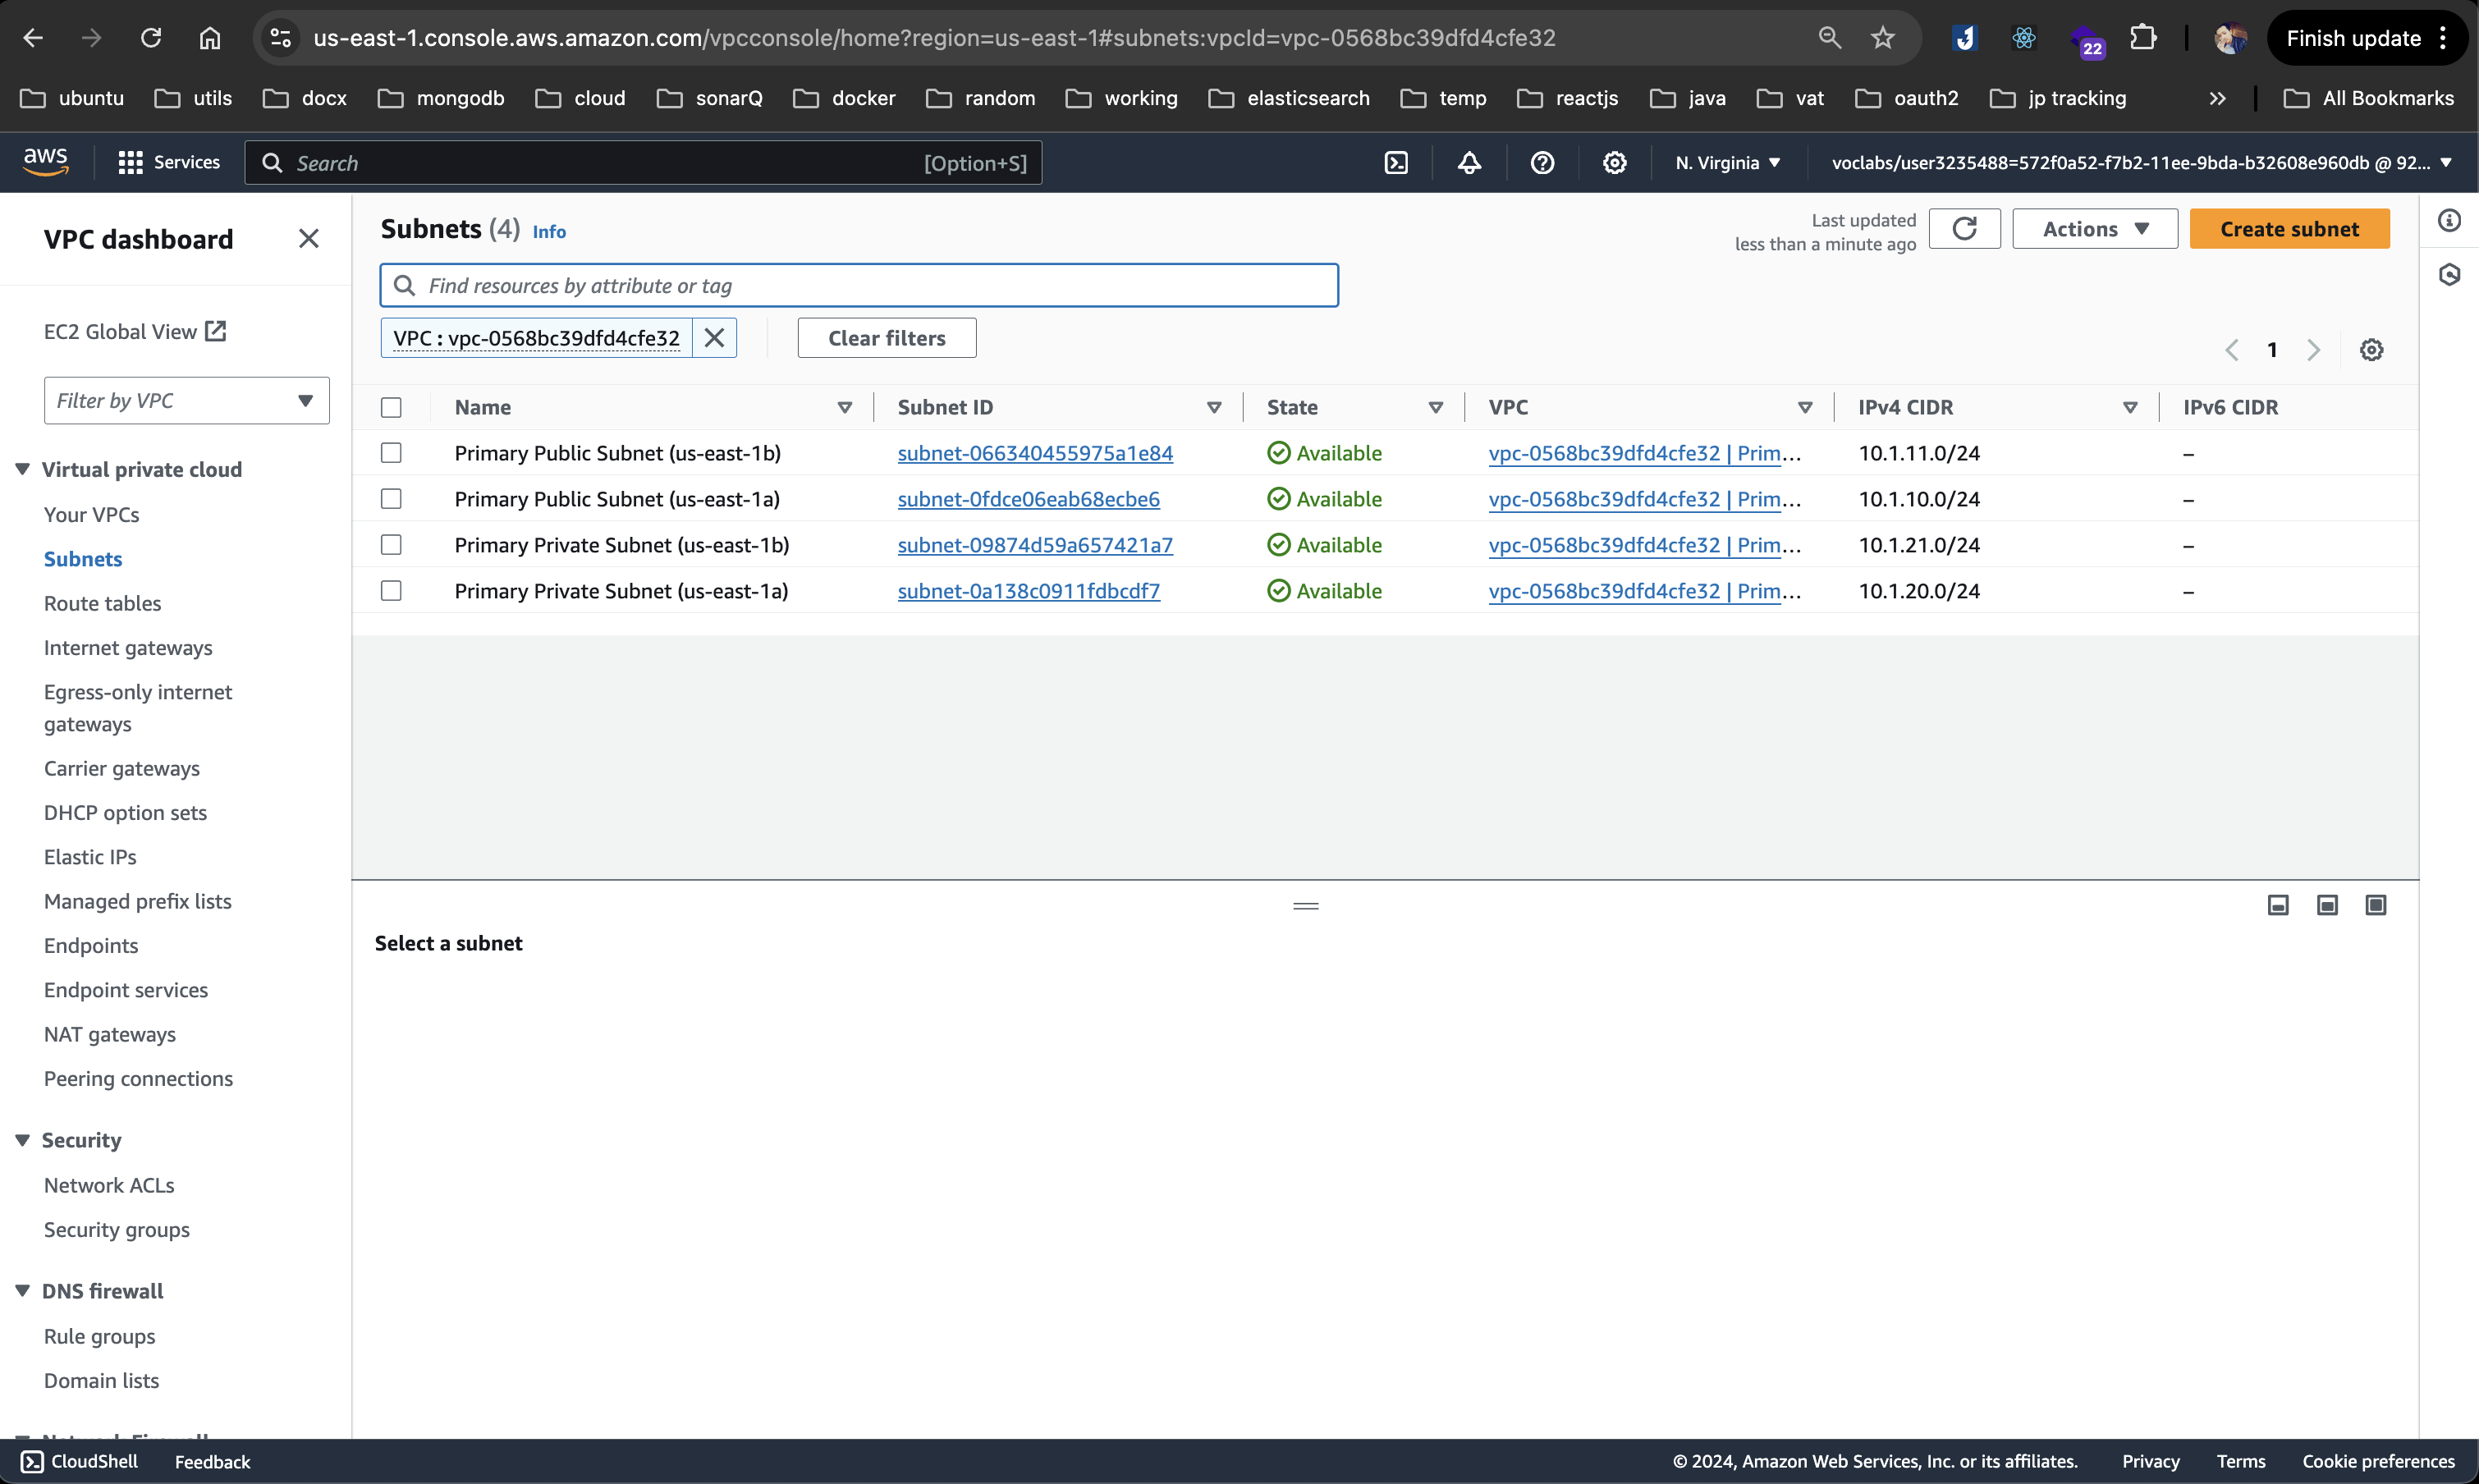 us-east-1.console.aws.amazon.com/vpcconsole/home?region=us-east-1#subnets:vpcId=vpc-0568bc39dfd4cfe32
22
Finish update
ubuntu utils docx mongodb cloud sonarQ docker random working elasticsearch temp reactjs java vat oauth2 jp tracking » All Bookmarks
aws Services Search [Option+S] N. Virginia voclabs/user3235488=572f0a52-f7b2-11ee-9bda-b32608e960db @ 92...
VPC dashboard
EC2 Global View
Filter by VPC
Virtual private cloud
Your VPCs
Subnets
Route tables
Internet gateways
Egress-only internet
gateways
Carrier gateways
DHCP option sets
Elastic IPs
Managed prefix lists
Endpoints
Endpoint services
NAT gateways
Peering connections
Security
Network ACLs
Security groups
DNS firewall
Rule groups
Domain lists
Subnets (4) Info
Last updated
less than a minute ago
Actions
Create subnet
Find resources by attribute or tag
VPC : vpc-0568bc39dfd4cfe32
Clear filters
1
Name Subnet ID State VPC IPv4 CIDR IPv6 CIDR
Primary Public Subnet (us-east-1b) subnet-066340455975a1e84 Available vpc-0568bc39dfd4cfe32 | Prim... 10.1.11.0/24 –
Primary Public Subnet (us-east-1a) subnet-0fdce06eab68ecbe6 Available vpc-0568bc39dfd4cfe32 | Prim... 10.1.10.0/24 –
Primary Private Subnet (us-east-1b) subnet-09874d59a657421a7 Available vpc-0568bc39dfd4cfe32 | Prim... 10.1.21.0/24 –
Primary Private Subnet (us-east-1a) subnet-0a138c0911fdbcdf7 Available vpc-0568bc39dfd4cfe32 | Prim... 10.1.20.0/24 –
Select a subnet
CloudShell Feedback
© 2024, Amazon Web Services, Inc. or its affiliates. Privacy Terms Cookie preferences